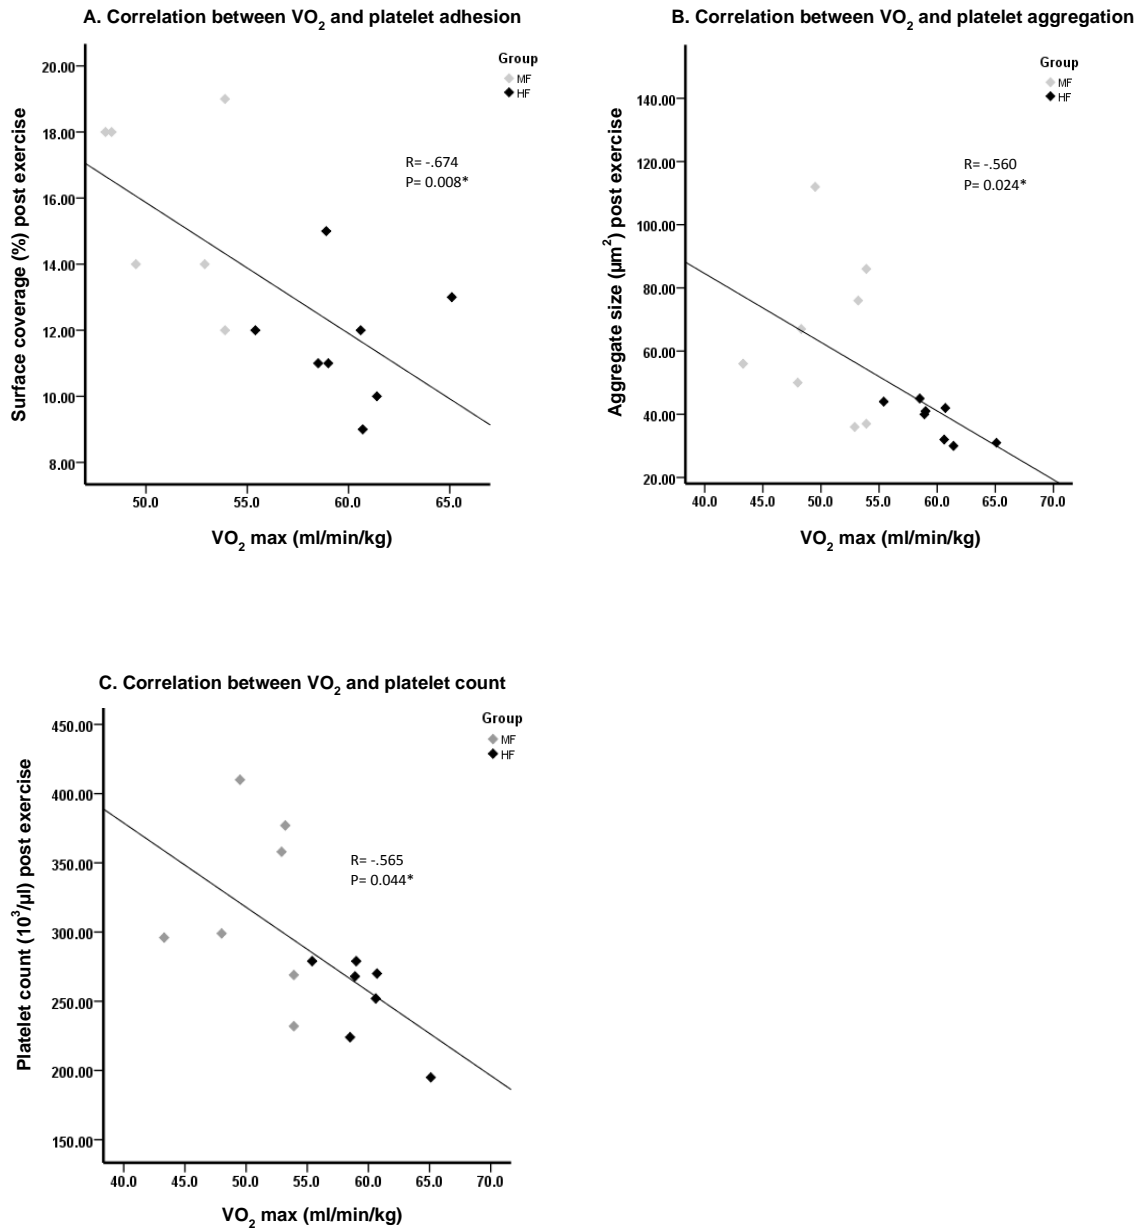 A. Correlation between VO2 and platelet adhesion
Group
MF
HF
R= -.674
P= 0.008*
Surface coverage (%) post exercise
20.00
18.00
16.00
14.00
12.00
10.00
8.00
50.0 55.0 60.0 65.0
VO2 max (ml/min/kg)
B. Correlation between VO2 and platelet aggregation
Group
MF
HF
R= -.560
P= 0.024*
Aggregate size (µm2) post exercise
140.00
120.00
100.00
80.00
60.00
40.00
20.00
40.0 45.0 50.0 55.0 60.0 65.0 70.0
VO2 max (ml/min/kg)
C. Correlation between VO2 and platelet count
Group
MF
HF
R= -.565
P= 0.044*
Platelet count (103/µl) post exercise
450.00
400.00
350.00
300.00
250.00
200.00
150.00
40.0 45.0 50.0 55.0 60.0 65.0 70.0
VO2 max (ml/min/kg)